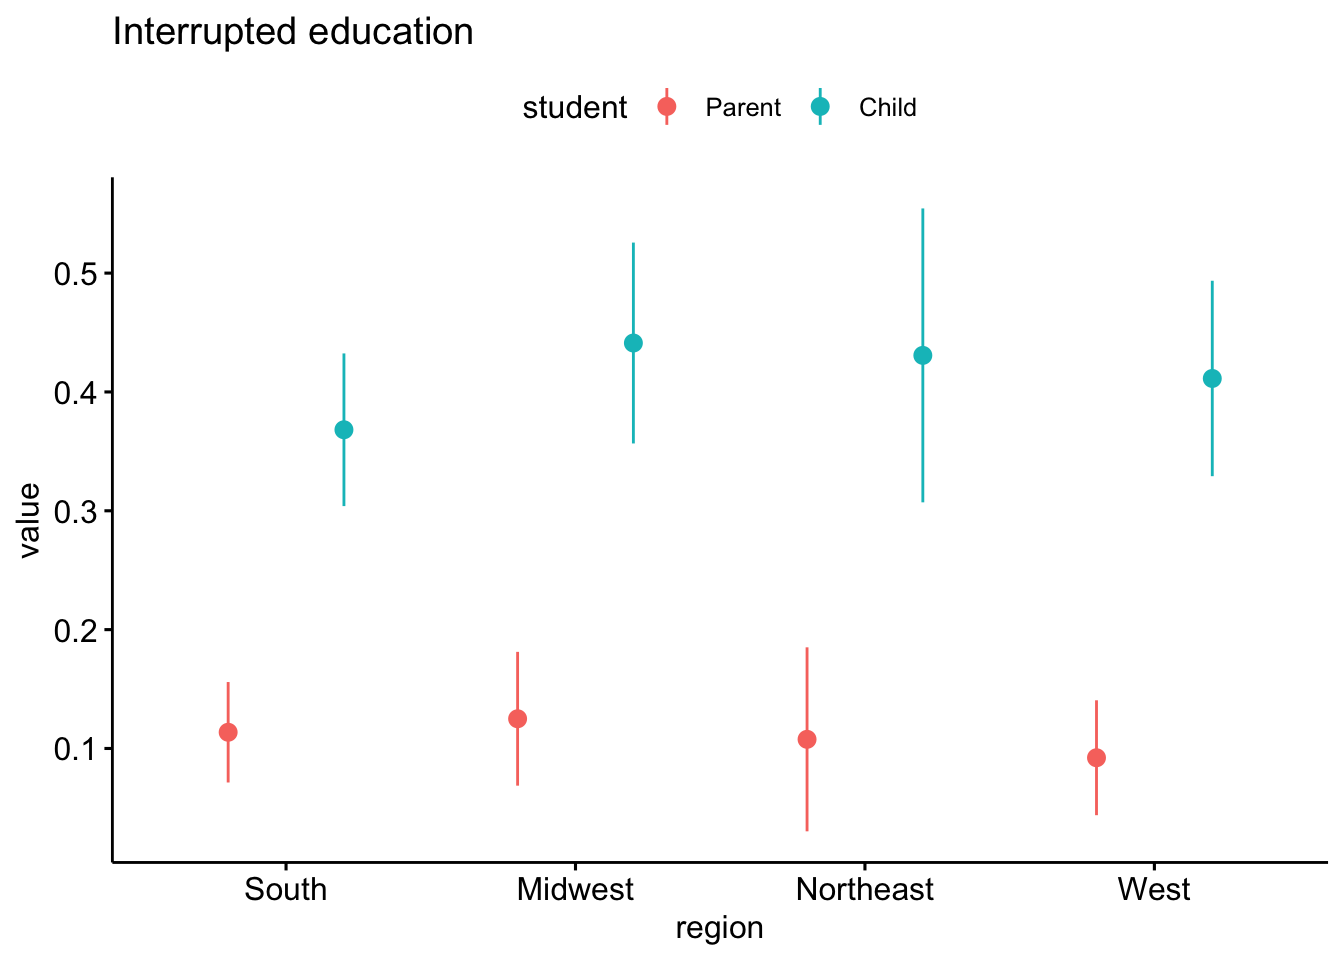 Interrupted education
student Parent Child
0.5
0.4
0.3
0.2
0.1
value
South Midwest Northeast West
region